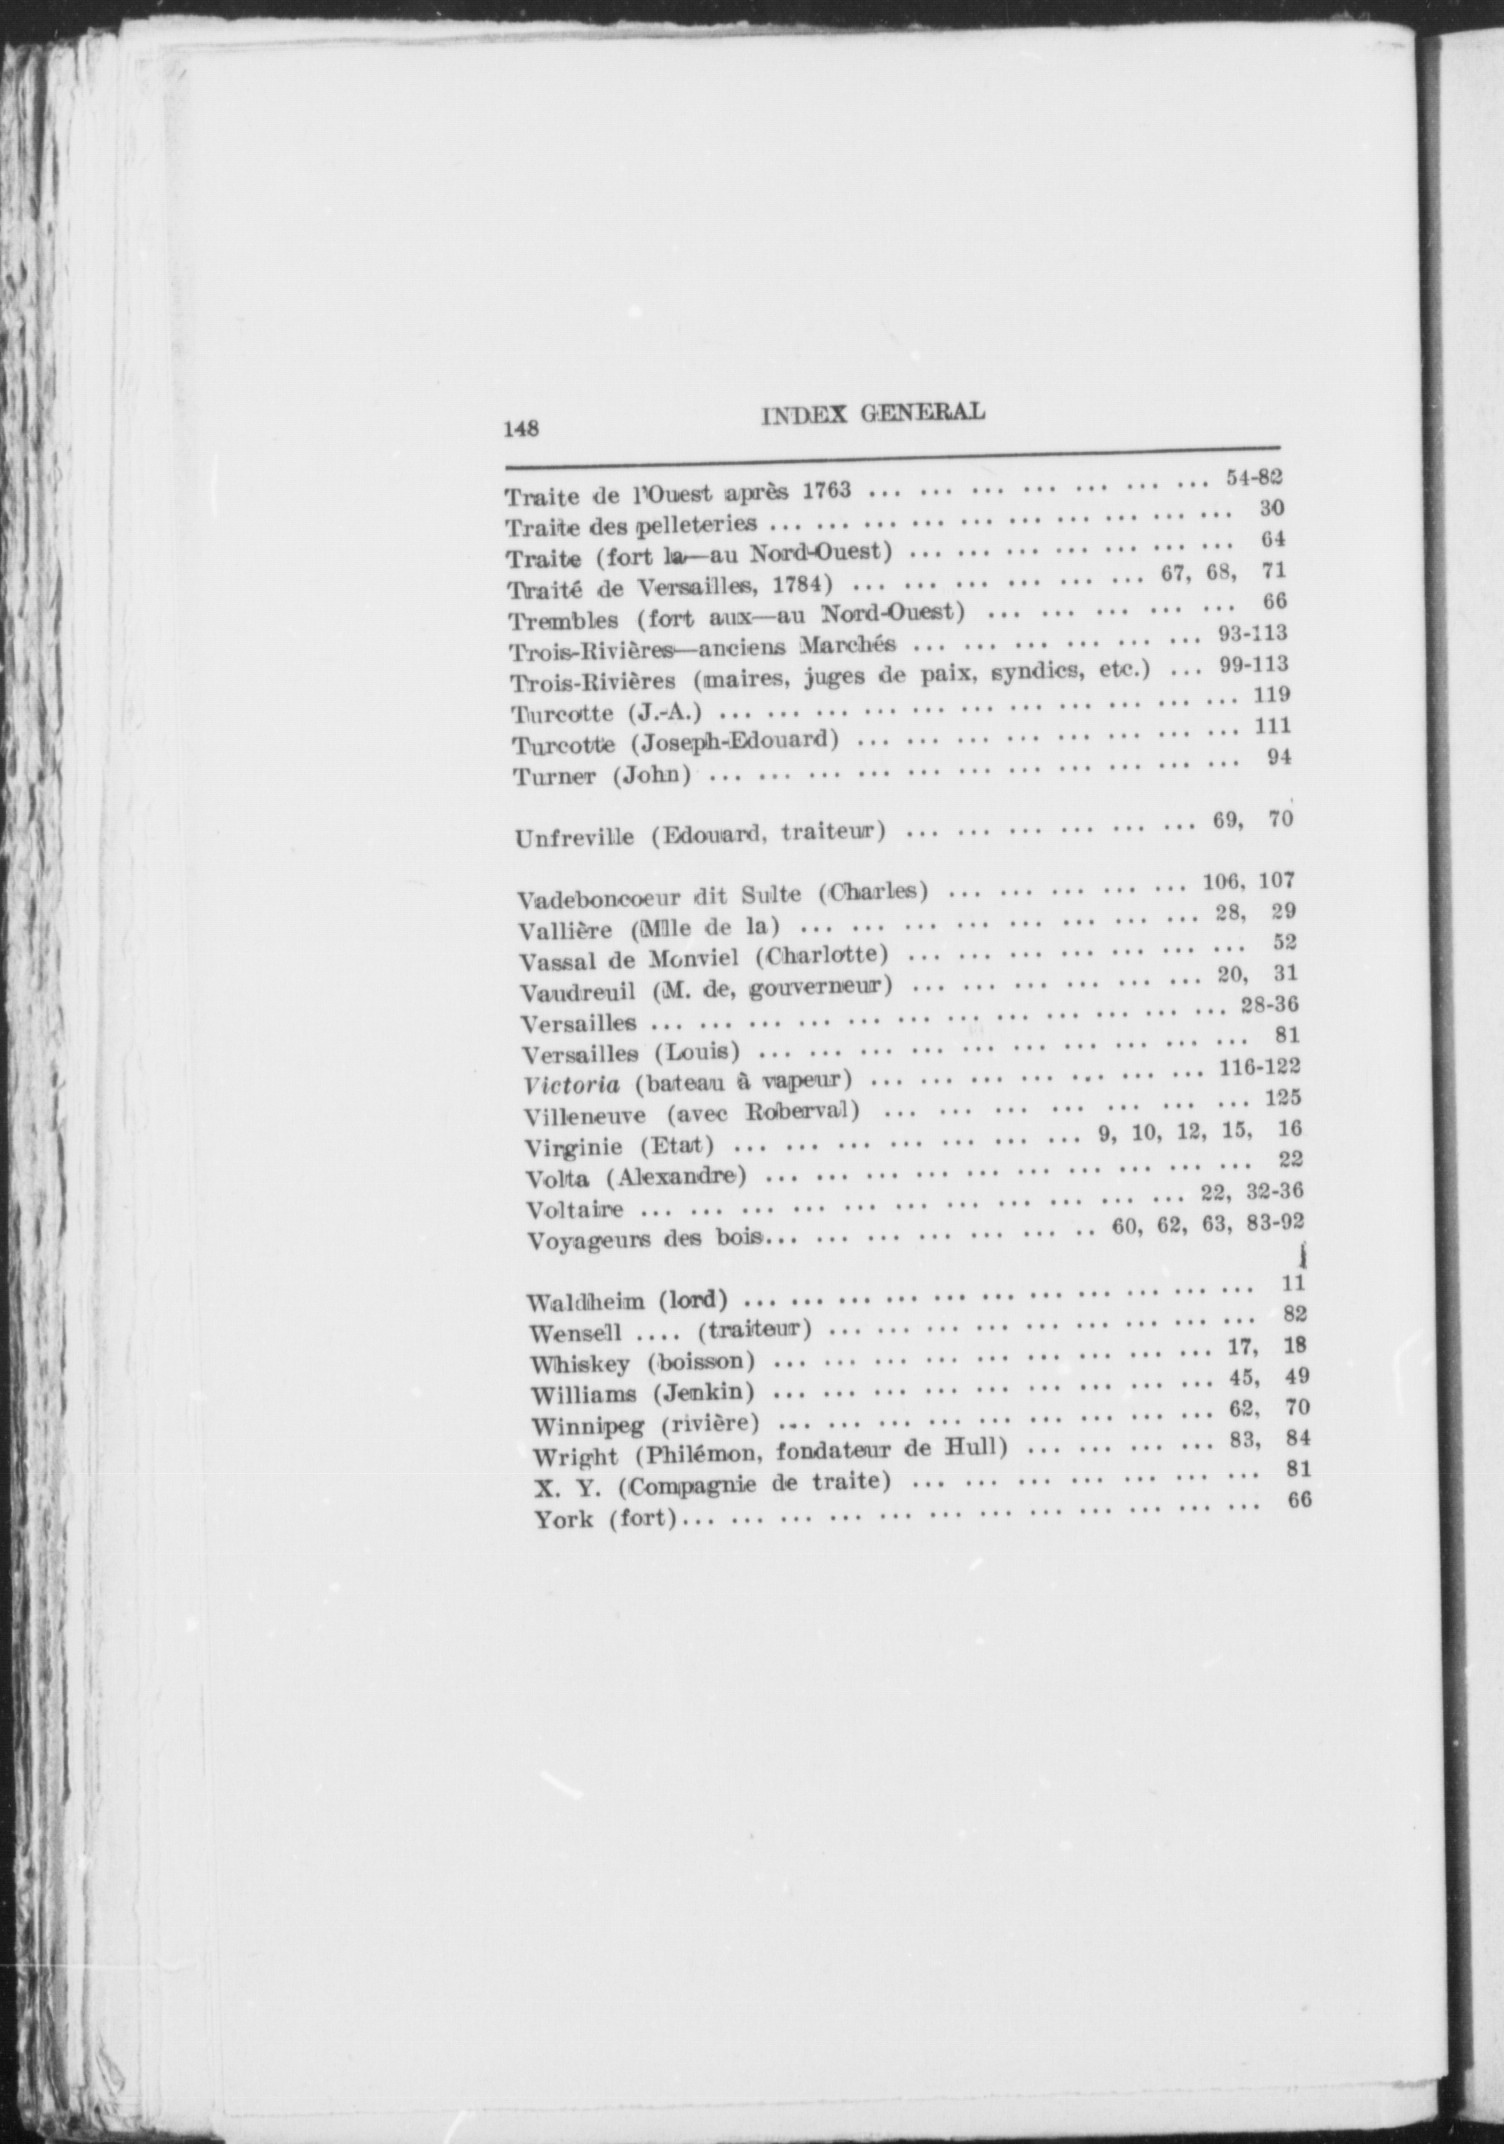 148 INDEX GENERAL
Traite de l'Ouest après 1763 ... ... ... ... ... ... ... 54-82
Traite des pelleteries ... ... ... ... ... ... ... ... ... ... 30
Traite (fort la—au Nord-Ouest) ... ... ... ... ... ... ... 64
Traité de Versailles, 1784) ... ... ... ... ... ... 67, 68, 71
Trembles (fort aux—au Nord-Ouest) ... ... ... ... ... 66
Trois-Rivières—anciens Marchés ... ... ... ... ... ... 93-113
Trois-Rivières (maires, juges de paix, syndics, etc.) ... 99-113
Turcotte (J.-A.) ... ... ... ... ... ... ... ... ... ... ... 119
Turcotte (Joseph-Edouard) ... ... ... ... ... ... ... ... 111
Turner (John) ... ... ... ... ... ... ... ... ... ... ... 94
Unfreville (Edouard, traiteur) ... ... ... ... ... ... 69, 70
Vadeboncoeur dit Sulte (Charles) ... ... ... ... ... 106, 107
Vallière (Mlle de la) ... ... ... ... ... ... ... ... 28, 29
Vassal de Monviel (Charlotte) ... ... ... ... ... ... ... 52
Vaudreuil (M. de, gouverneur) ... ... ... ... ... ... 20, 31
Versailles ... ... ... ... ... ... ... ... ... ... ... ... 28-36
Versailles (Louis) ... ... ... ... ... ... ... ... ... ... 81
Victoria (bateau à vapeur) ... ... ... ... ... ... ... 116-122
Villeneuve (avec Roberval) ... ... ... ... ... ... ... 125
Virginie (Etat) ... ... ... ... ... ... ... 9, 10, 12, 15, 16
Volta (Alexandre) ... ... ... ... ... ... ... ... ... ... 22
Voltaire ... ... ... ... ... ... ... ... ... ... ... 22, 32-36
Voyageurs des bois... ... ... ... ... ... .. 60, 62, 63, 83-92
Waldheim (lord) ... ... ... ... ... ... ... ... ... ... ... 11
Wensell .... (traiteur) ... ... ... ... ... ... ... ... ... 82
Whiskey (boisson) ... ... ... ... ... ... ... ... ... 17, 18
Williams (Jenkin) ... ... ... ... ... ... ... ... ... 45, 49
Winnipeg (rivière) ... ... ... ... ... ... ... ... ... 62, 70
Wright (Philémon, fondateur de Hull) ... ... ... ... 83, 84
X. Y. (Compagnie de traite) ... ... ... ... ... ... ... 81
York (fort)... ... ... ... ... ... ... ... ... ... ... ... 66